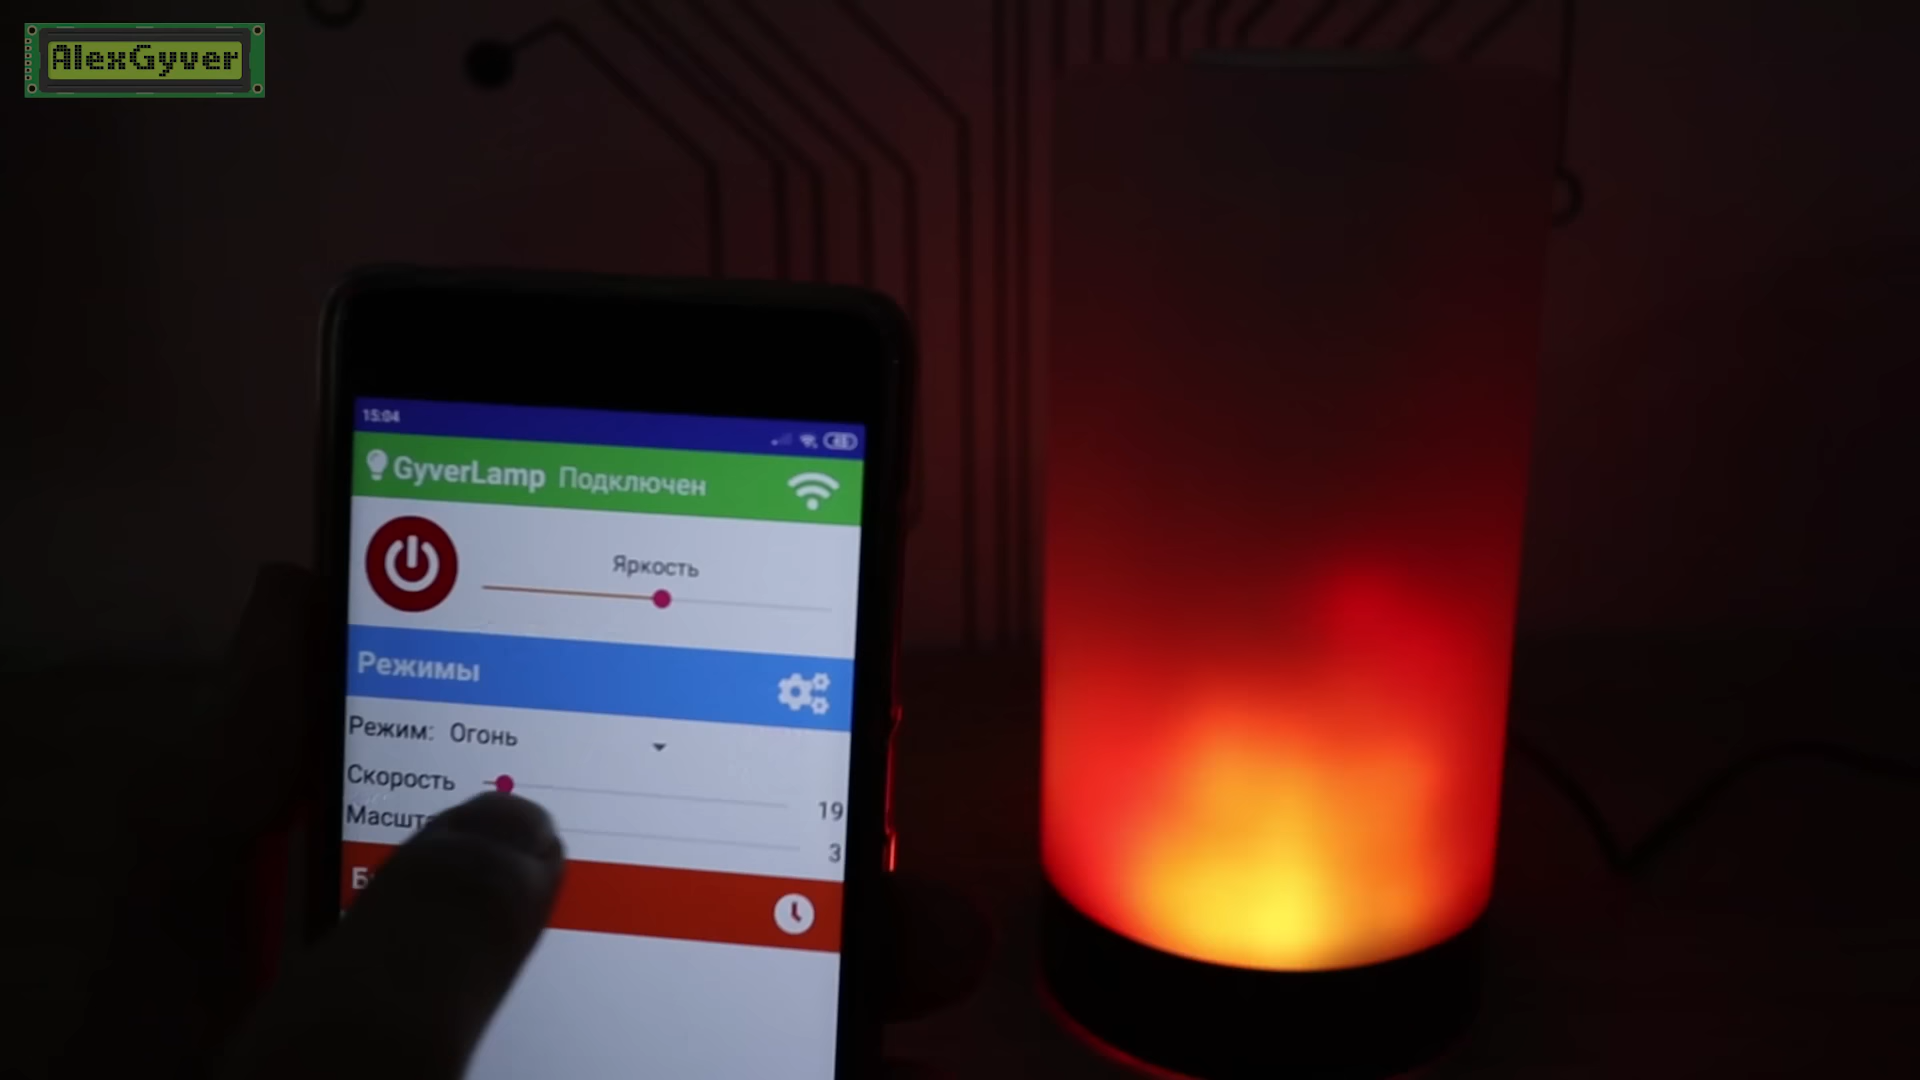 AlexGyver
15:04
GyverLamp Подключен
Яркость
Режимы
Режим: Огонь
Скорость 19
3